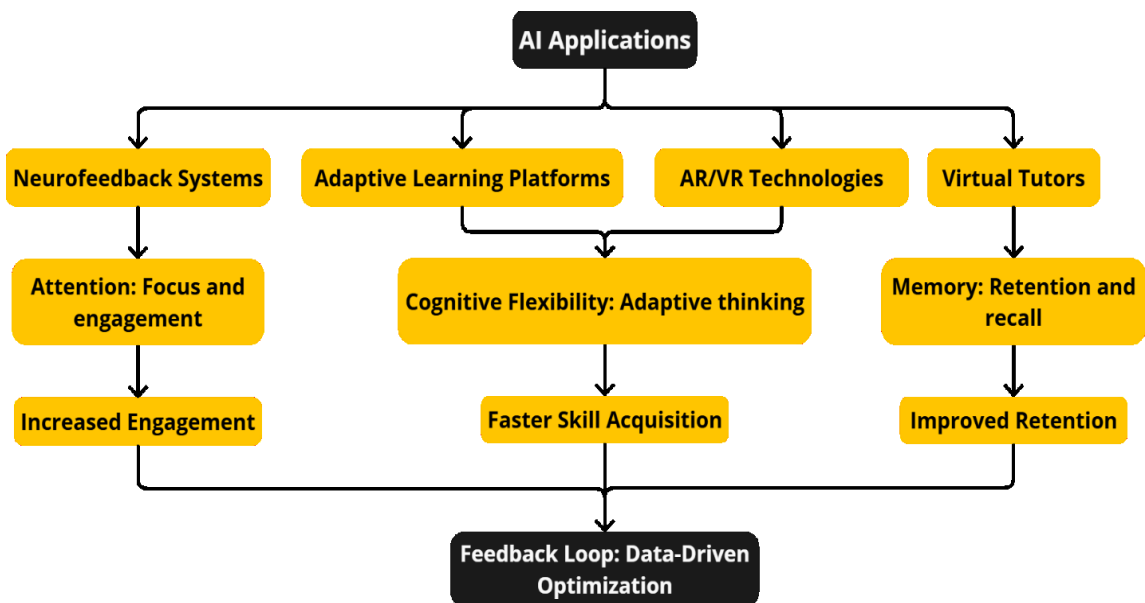 AI Applications
Neurofeedback Systems
Adaptive Learning Platforms
AR/VR Technologies
Virtual Tutors
Attention: Focus and
engagement
Cognitive Flexibility: Adaptive thinking
Memory: Retention and
recall
Increased Engagement
Faster Skill Acquisition
Improved Retention
Feedback Loop: Data-Driven
Optimization